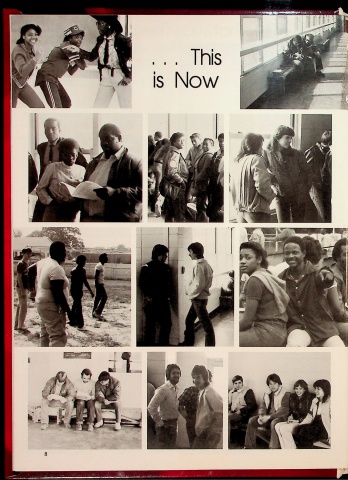 . . . This
is Now
8